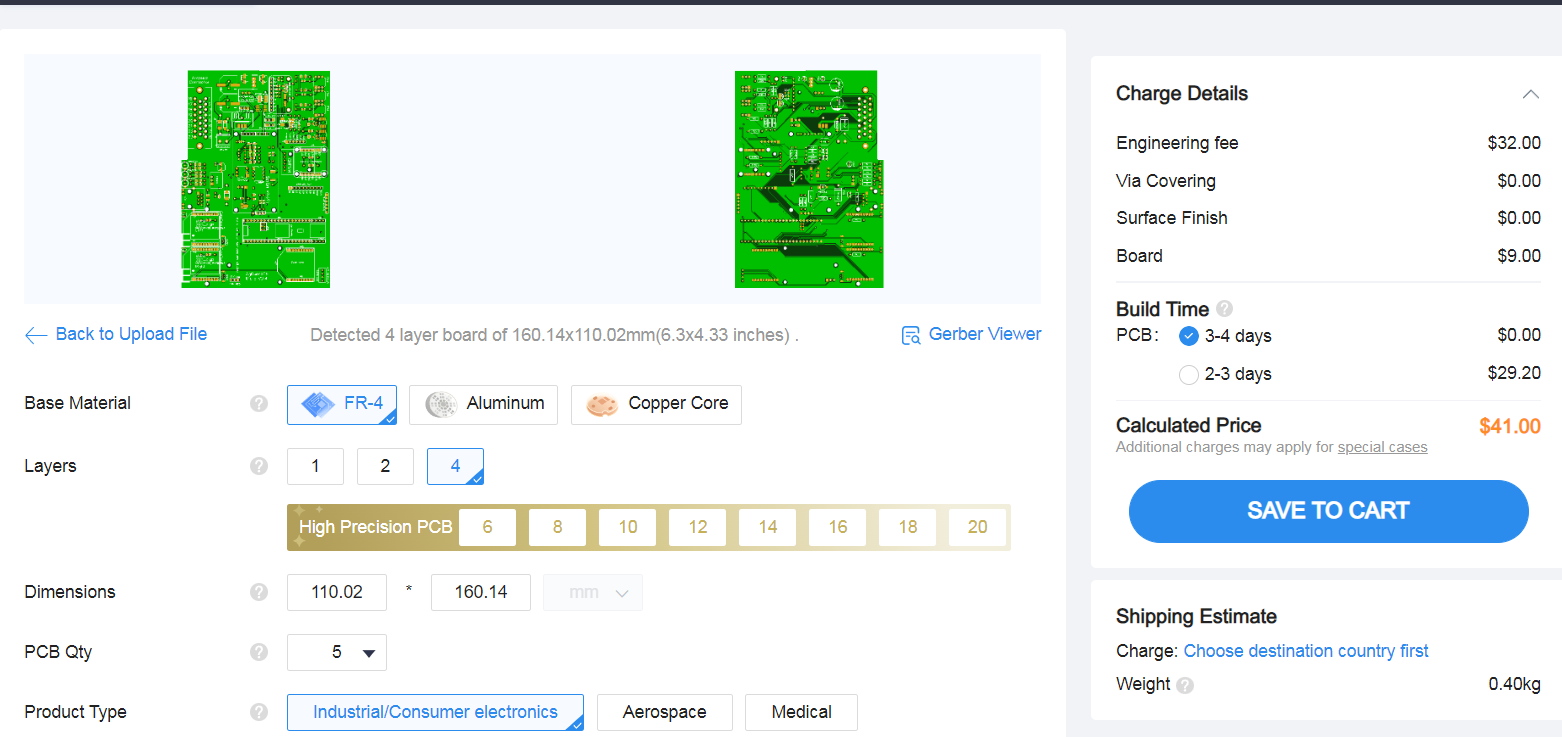 Back to Upload File
Detected 4 layer board of 160.14x110.02mm(6.3x4.33 inches) .
Gerber Viewer
Base Material ? FR-4 Aluminum Copper Core
Layers ? 1 2 4
High Precision PCB 6 8 10 12 14 16 18 20
Dimensions ? 110.02 * 160.14 mm
PCB Qty ? 5
Product Type ? Industrial/Consumer electronics Aerospace Medical
Charge Details
Engineering fee $32.00
Via Covering $0.00
Surface Finish $0.00
Board $9.00
Build Time ?
PCB: 3-4 days $0.00
2-3 days $29.20
Calculated Price $41.00
Additional charges may apply for special cases
SAVE TO CART
Shipping Estimate
Charge: Choose destination country first
Weight ? 0.40kg